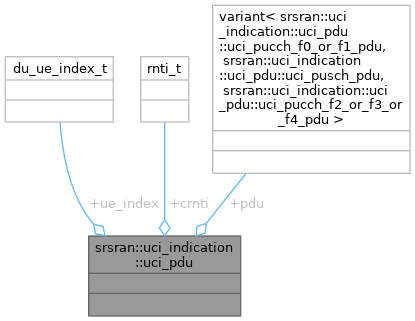 variant< srsran::uci
_indication::uci_pdu
::uci_pucch_f0_or_f1_pdu,
srsran::uci_indication
::uci_pdu::uci_pusch_pdu,
srsran::uci_indication::uci
_pdu::uci_pucch_f2_or_f3_or
_f4_pdu >
du_ue_index_t
rnti_t
+ue_index
+crnti
+pdu
srsran::uci_indication
::uci_pdu